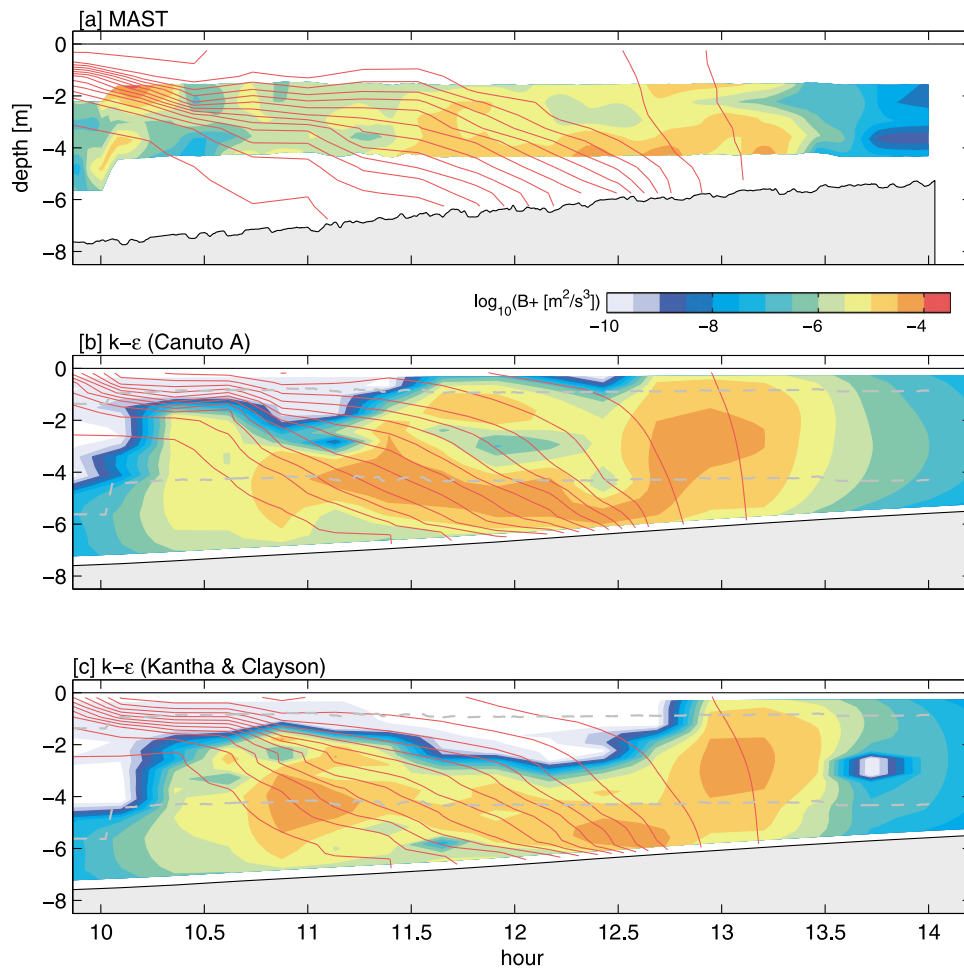 [a] MAST
0
−2
−4
−6
−8
depth [m]
log10(B+ [m2/s3])
−10 −8 −6 −4
[b] k−ε (Canuto A)
0
−2
−4
−6
−8
[c] k−ε (Kantha & Clayson)
0
−2
−4
−6
−8
10 10.5 11 11.5 12 12.5 13 13.5 14
hour